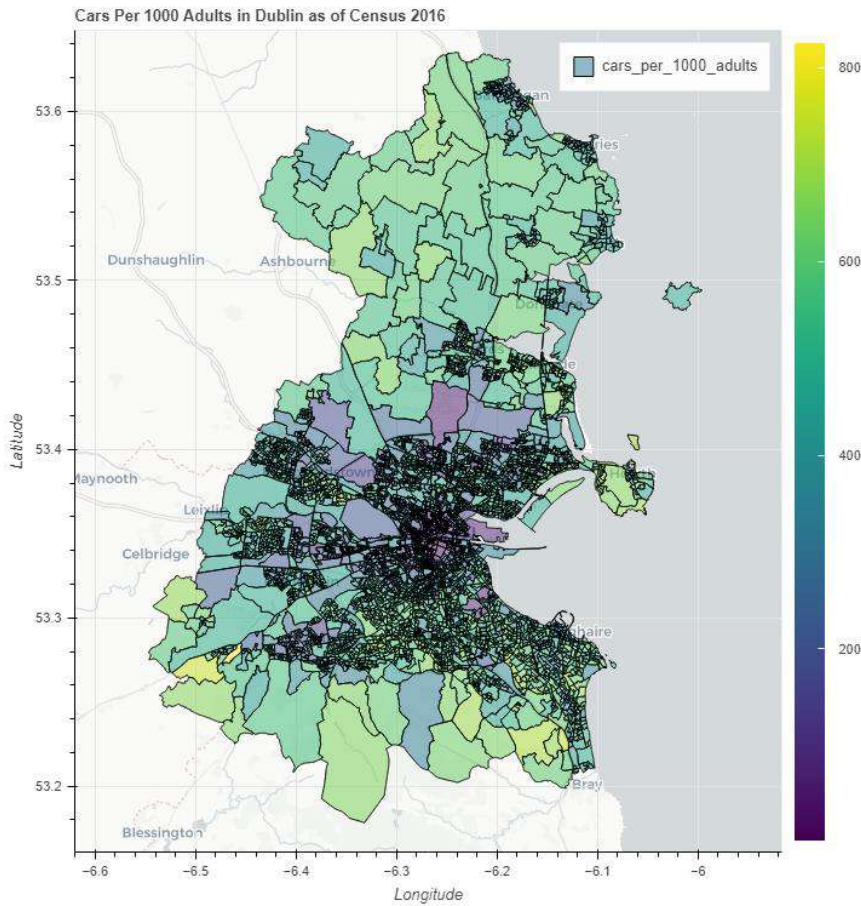 Cars Per 1000 Adults in Dublin as of Census 2016
cars_per_1000_adults
800
600
400
200
53.6
53.5
53.4
53.3
53.2
Latitude
Dunshaughlin
Ashbourne
Maynooth
Leixlip
Celbridge
Bray
Blessington
−6.6
−6.5
−6.4
−6.3
−6.2
−6.1
−6
Longitude